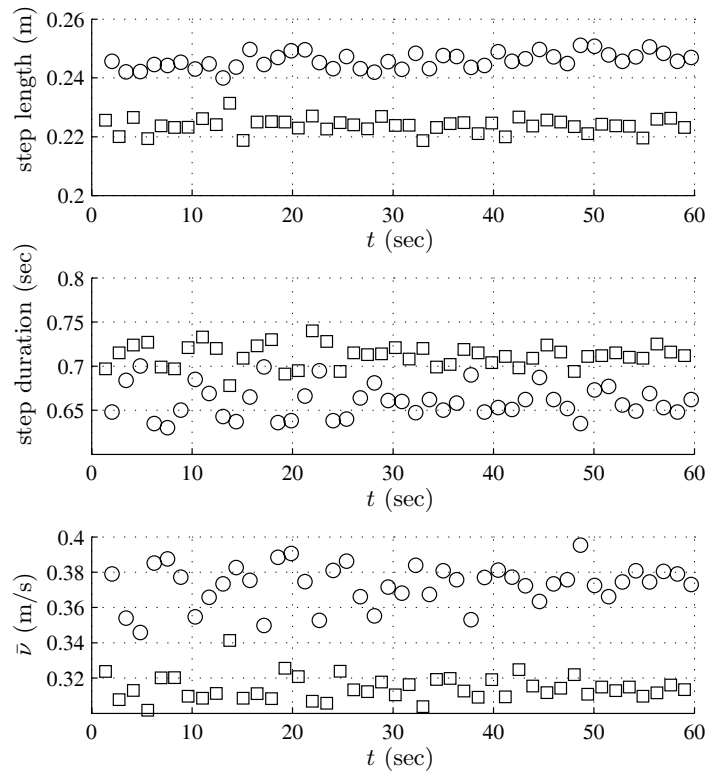 0.26
0.24
0.22
0.2
step length (m)
0 10 20 30 40 50 60
t (sec)
0.8
0.75
0.7
0.65
step duration (sec)
0 10 20 30 40 50 60
t (sec)
0.4
0.38
0.36
0.34
0.32
ν̄ (m/s)
0 10 20 30 40 50 60
t (sec)